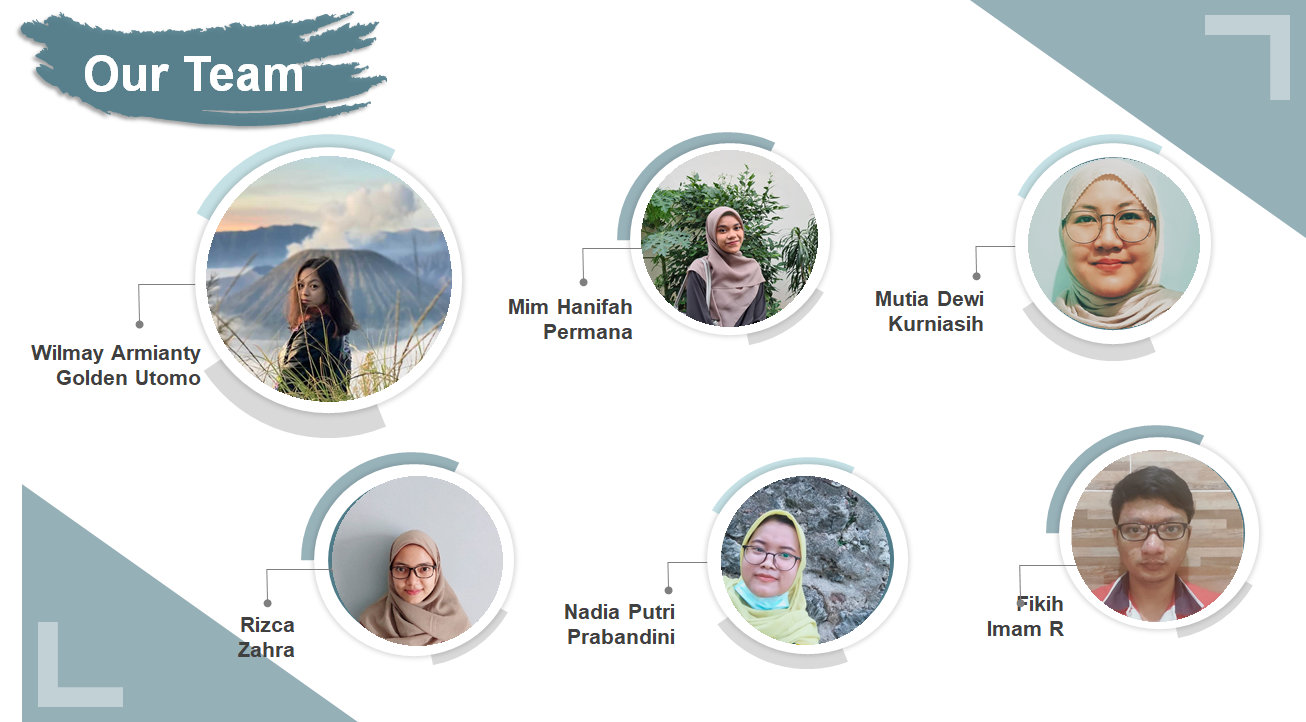 Our Team
Wilmay Armianty
Golden Utomo
Mim Hanifah
Permana
Mutia Dewi
Kurniasih
Rizca
Zahra
Nadia Putri
Prabandini
Fikih
Imam R